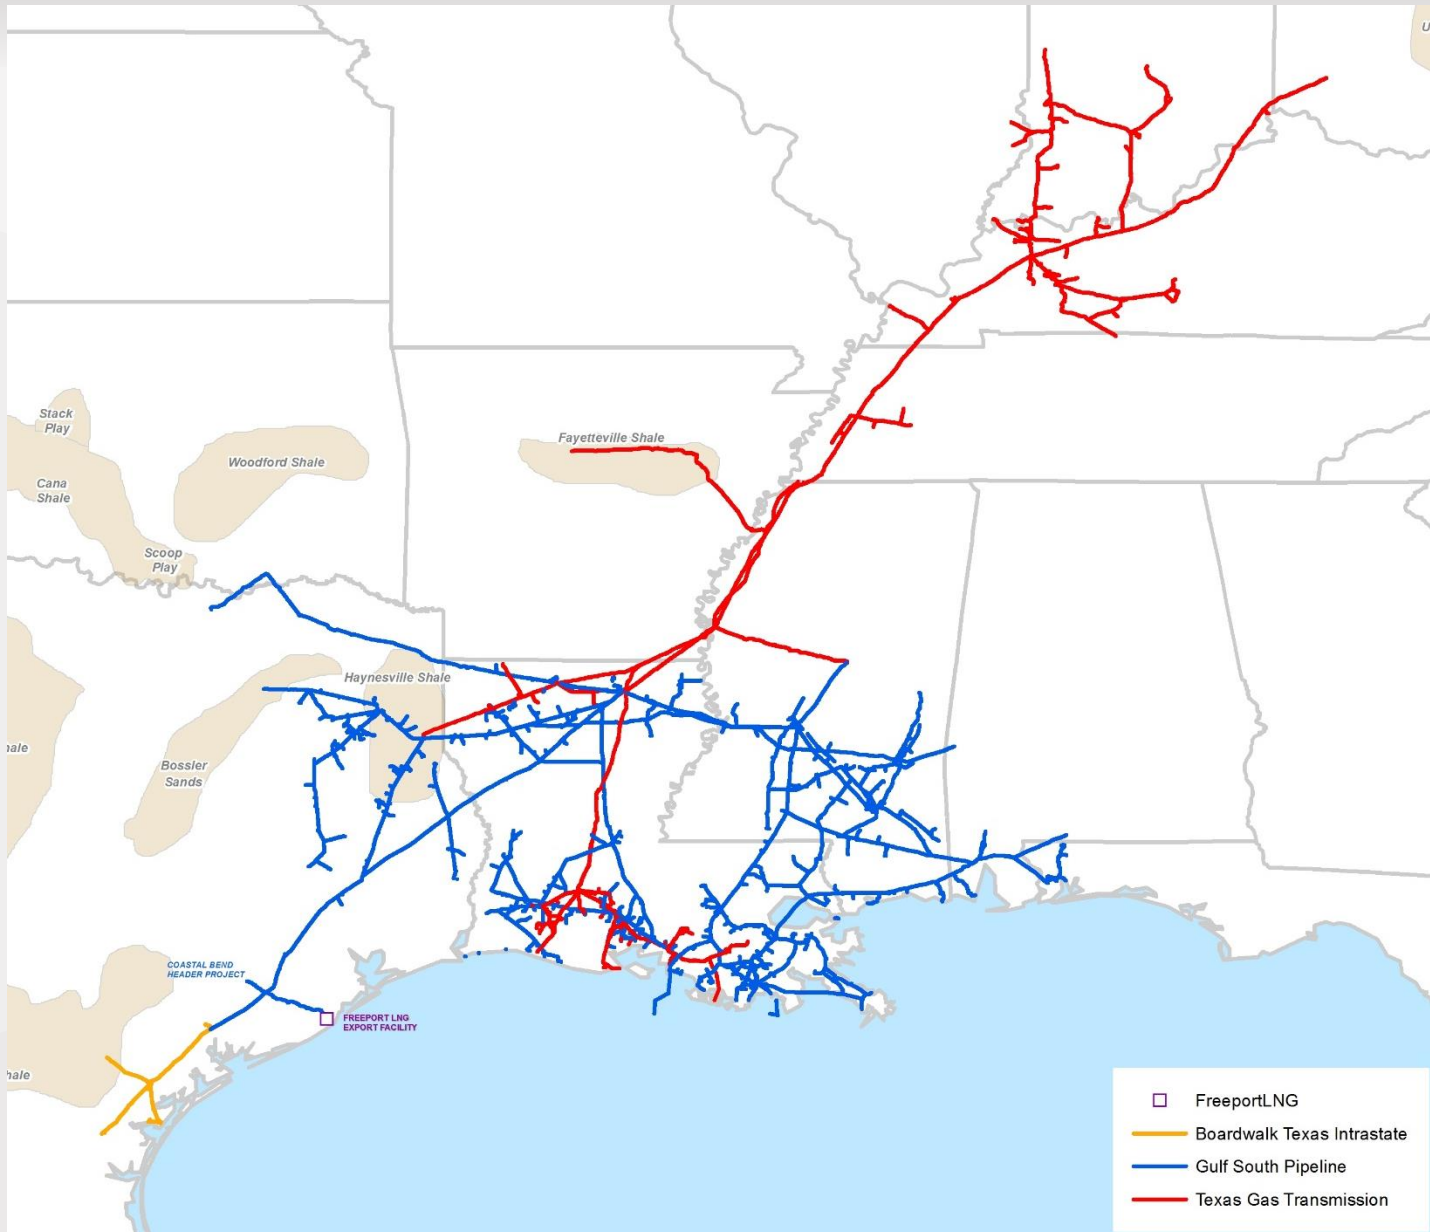 U
Stack
Play
Fayetteville Shale
Woodford Shale
Cana
Shale
Scoop
Play
Haynesville Shale
hale
Bossier
Sands
COASTAL BEND
HEADER PROJECT
FREEPORT LNG
EXPORT FACILITY
hale
FreeportLNG
Boardwalk Texas Intrastate
Gulf South Pipeline
Texas Gas Transmission